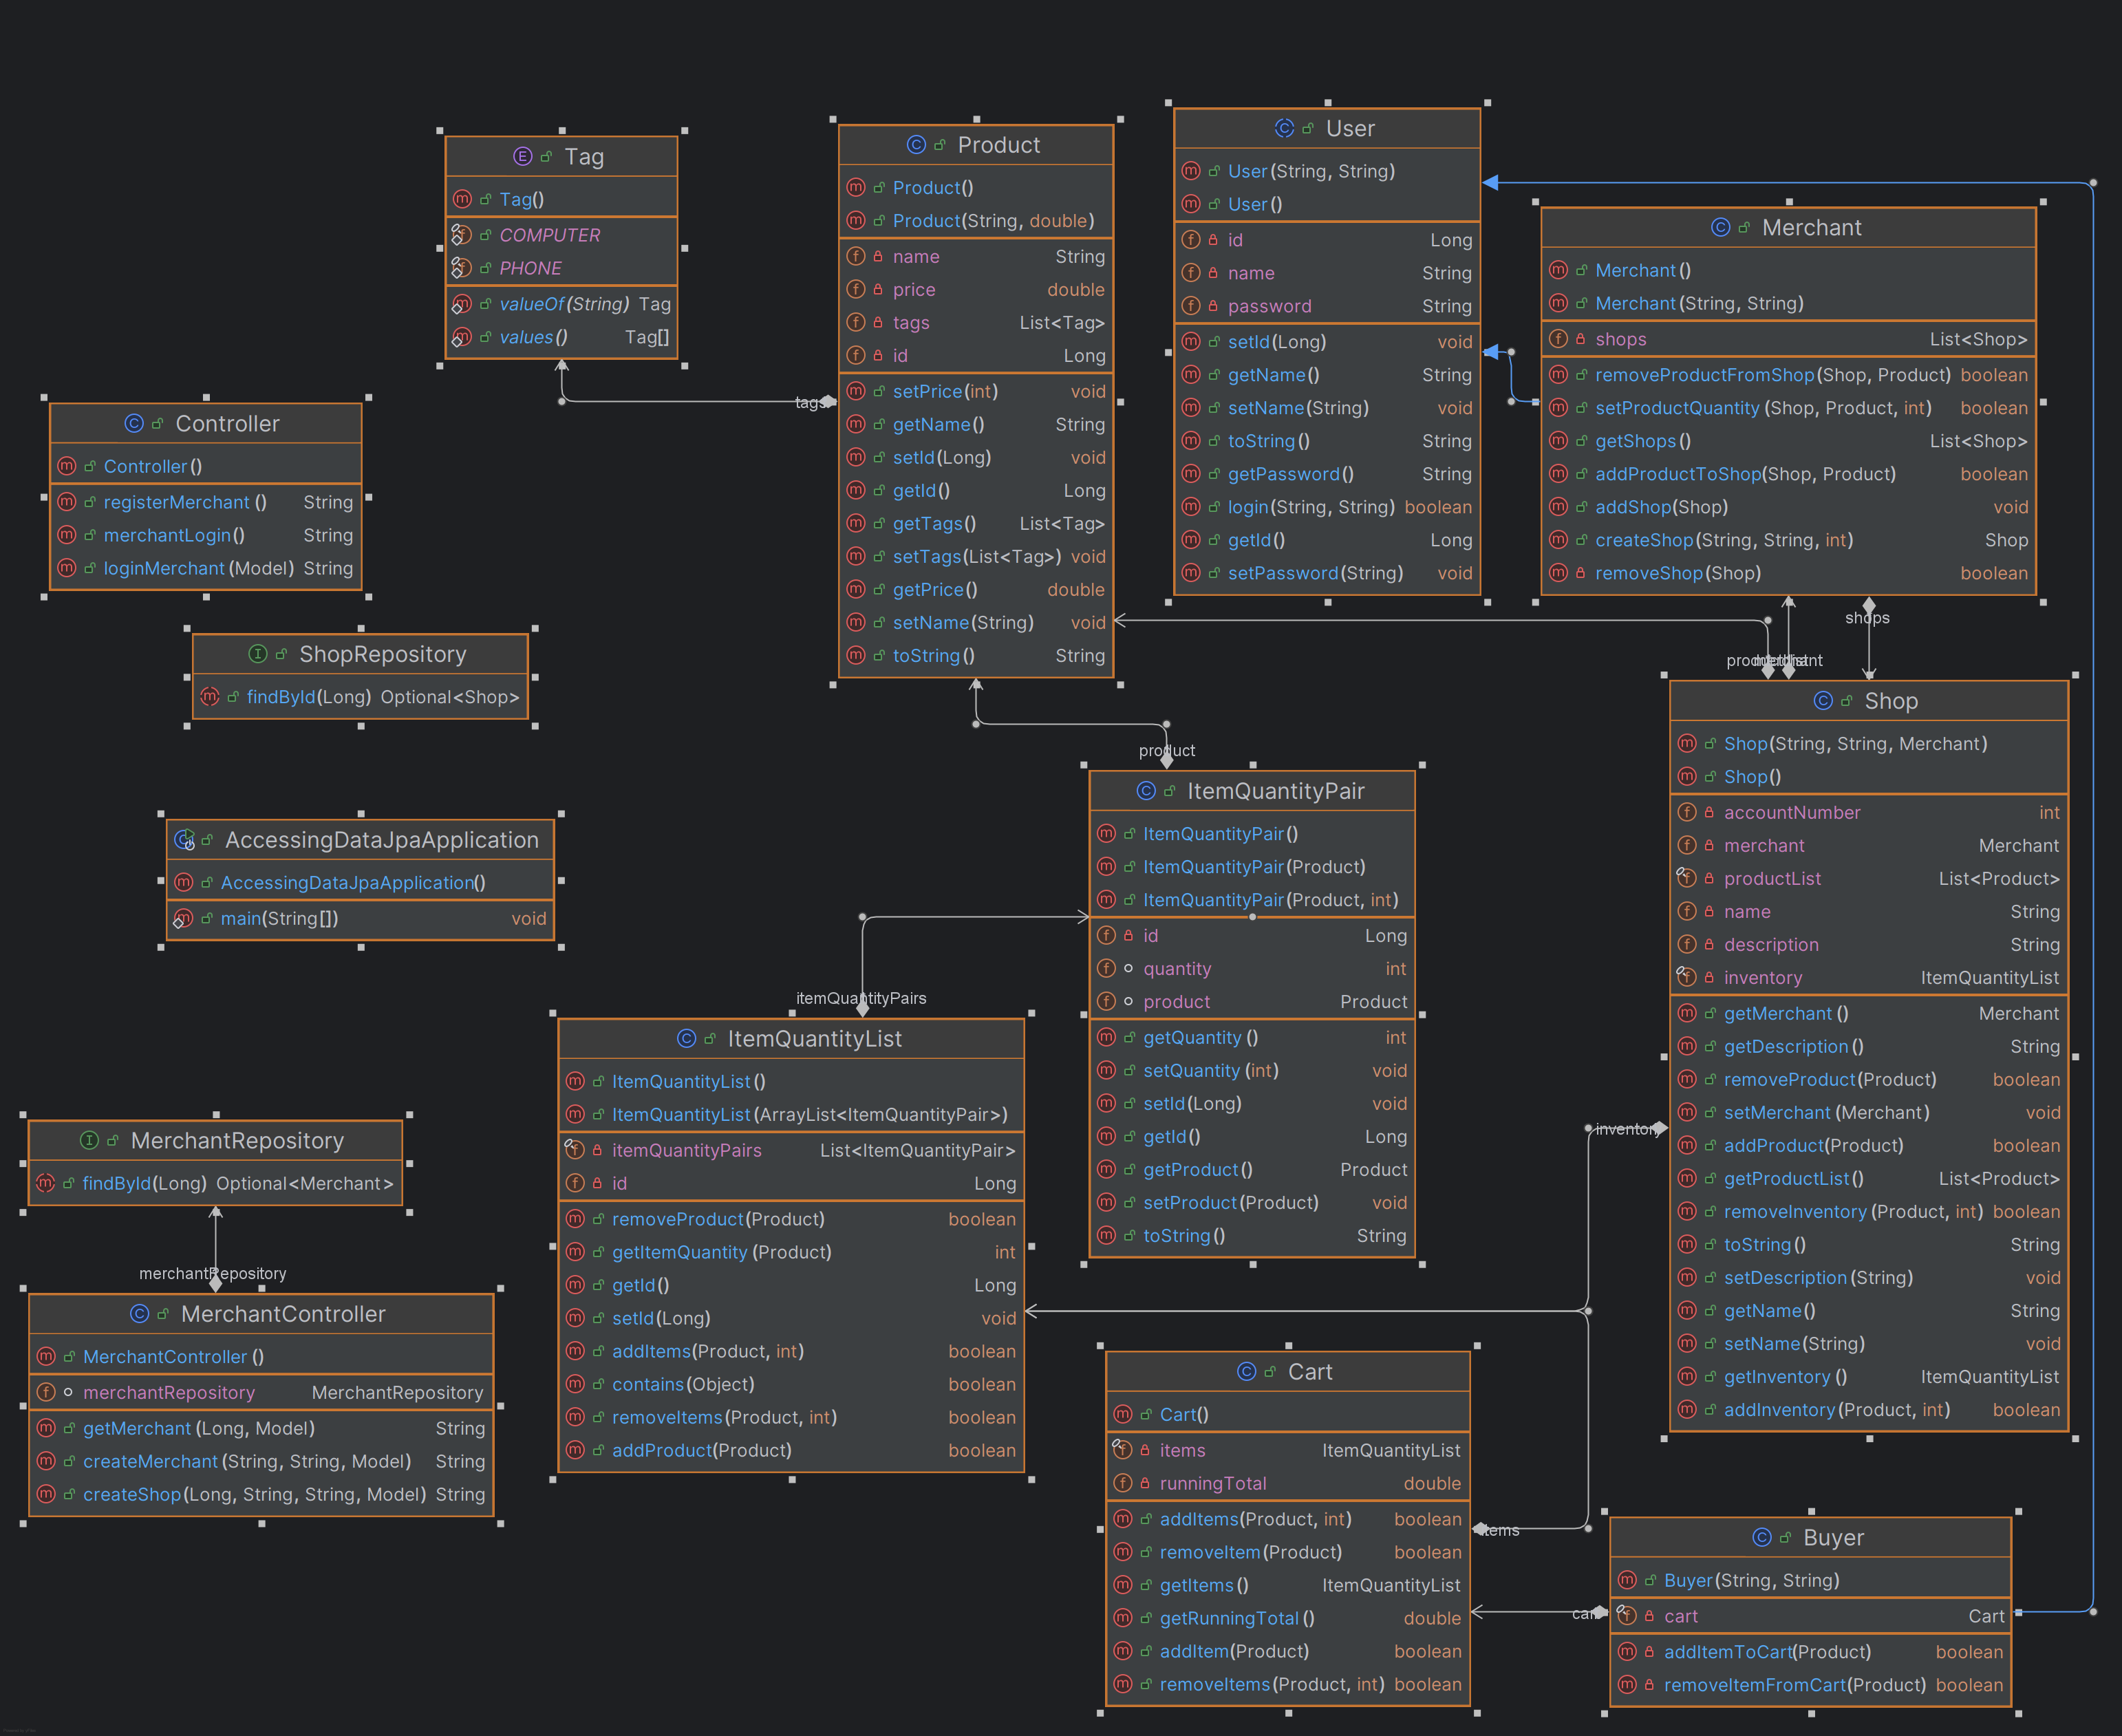 Tag
Tag()
COMPUTER
PHONE
valueOf(String) Tag
values() Tag[]
Product
Product()
Product(String, double)
name String
price double
tags List<Tag>
id Long
setPrice(int) void
getName() String
setId(Long) void
getId() Long
getTags() List<Tag>
setTags(List<Tag>) void
getPrice() double
setName(String) void
toString() String
User
User(String, String)
User()
id Long
name String
password String
setId(Long) void
getName() String
setName(String) void
toString() String
getPassword() String
login(String, String) boolean
getId() Long
setPassword(String) void
Merchant
Merchant()
Merchant(String, String)
shops List<Shop>
removeProductFromShop(Shop, Product) boolean
setProductQuantity(Shop, Product, int) boolean
getShops() List<Shop>
addProductToShop(Shop, Product) boolean
addShop(Shop) void
createShop(String, String, int) Shop
removeShop(Shop) boolean
tags
Controller
Controller()
registerMerchant() String
merchantLogin() String
loginMerchant(Model) String
ShopRepository
findById(Long) Optional<Shop>
shops
product
AccessingDataJpaApplication
AccessingDataJpaApplication()
main(String[]) void
ItemQuantityPair
ItemQuantityPair()
ItemQuantityPair(Product)
ItemQuantityPair(Product, int)
id Long
quantity int
product Product
getQuantity() int
setQuantity(int) void
setId(Long) void
getId() Long
getProduct() Product
setProduct(Product) void
toString() String
Shop
Shop(String, String, Merchant)
Shop()
accountNumber int
merchant Merchant
productList List<Product>
name String
description String
inventory ItemQuantityList
getMerchant() Merchant
getDescription() String
removeProduct(Product) boolean
setMerchant(Merchant) void
addProduct(Product) boolean
getProductList() List<Product>
removeInventory(Product, int) boolean
toString() String
setDescription(String) void
getName() String
setName(String) void
getInventory() ItemQuantityList
addInventory(Product, int) boolean
itemQuantityPairs
ItemQuantityList
ItemQuantityList()
ItemQuantityList(ArrayList<ItemQuantityPair>)
itemQuantityPairs List<ItemQuantityPair>
id Long
removeProduct(Product) boolean
getItemQuantity(Product) int
getId() Long
setId(Long) void
addItems(Product, int) boolean
contains(Object) boolean
removeItems(Product, int) boolean
addProduct(Product) boolean
inventory
MerchantRepository
findById(Long) Optional<Merchant>
merchantRepository
MerchantController
MerchantController()
merchantRepository MerchantRepository
getMerchant(Long, Model) String
createMerchant(String, String, Model) String
createShop(Long, String, String, Model) String
Cart
Cart()
items ItemQuantityList
runningTotal double
addItems(Product, int) boolean
removeItem(Product) boolean
getItems() ItemQuantityList
getRunningTotal() double
addItem(Product) boolean
removeItems(Product, int) boolean
items
cart
Buyer
Buyer(String, String)
cart Cart
addItemToCart(Product) boolean
removeItemFromCart(Product) boolean